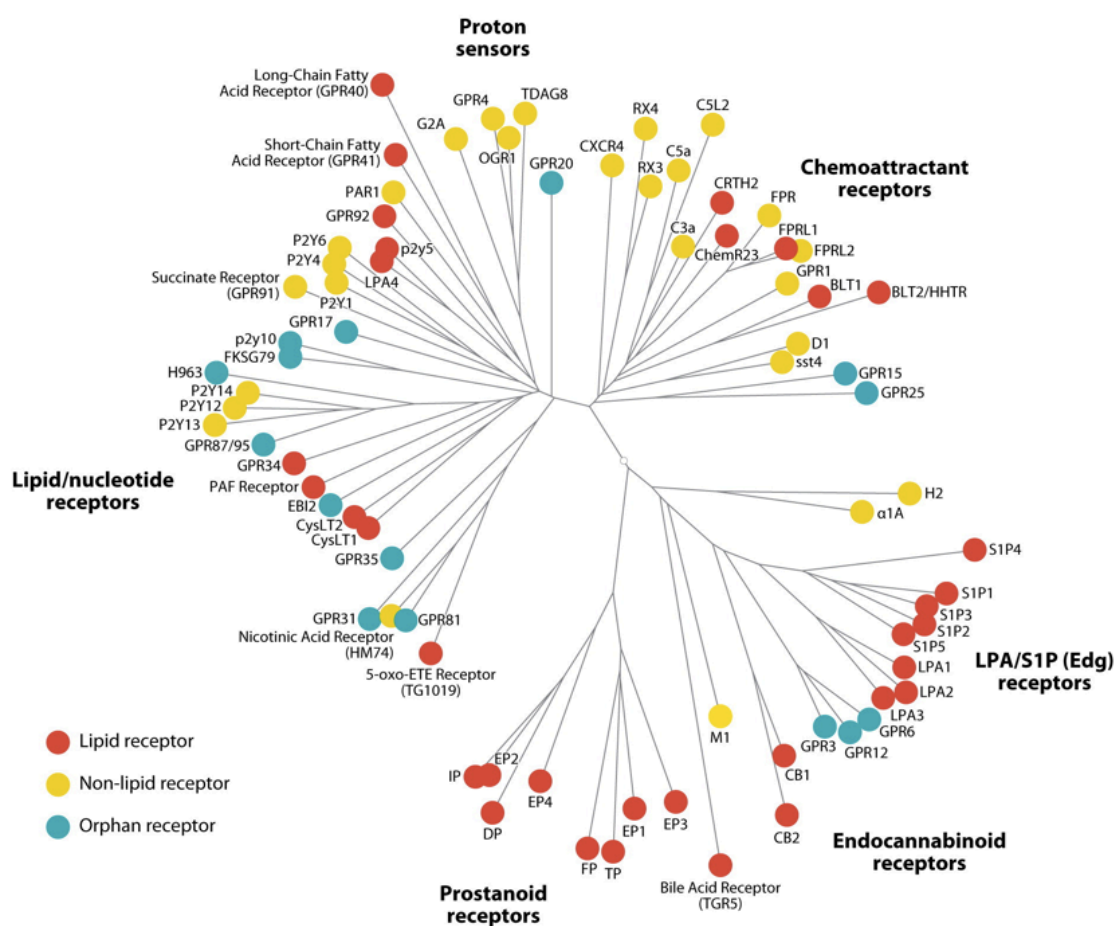 Proton
sensors
Long-Chain Fatty
Acid Receptor (GPR40)
GPR4
TDAG8
G2A
OGR1
RX4
C5L2
Short-Chain Fatty
Acid Receptor (GPR41)
GPR20
CXCR4
RX3
C5a
Chemoattractant
receptors
PAR1
CRTH2
FPR
GPR92
C3a
ChemR23
FPRL1
FPRL2
P2Y6
p2y5
P2Y4
LPA4
GPR1
Succinate Receptor
(GPR91)
P2Y1
BLT1
BLT2/HHTR
GPR17
p2y10
FKSG79
D1
sst4
H963
GPR15
P2Y14
GPR25
P2Y12
P2Y13
GPR87/95
GPR34
Lipid/nucleotide
receptors
PAF Receptor
H2
EBI2
α1A
CysLT2
CysLT1
GPR35
S1P4
S1P1
S1P3
S1P2
S1P5
GPR31
GPR81
Nicotinic Acid Receptor
(HM74)
LPA1
LPA/S1P (Edg)
receptors
5-oxo-ETE Receptor
(TG1019)
LPA2
LPA3
GPR6
GPR3
GPR12
M1
Lipid receptor
Non-lipid receptor
Orphan receptor
IP
EP2
EP4
DP
EP1
EP3
FP
TP
CB1
CB2
Endocannabinoid
receptors
Bile Acid Receptor
(TGR5)
Prostanoid
receptors